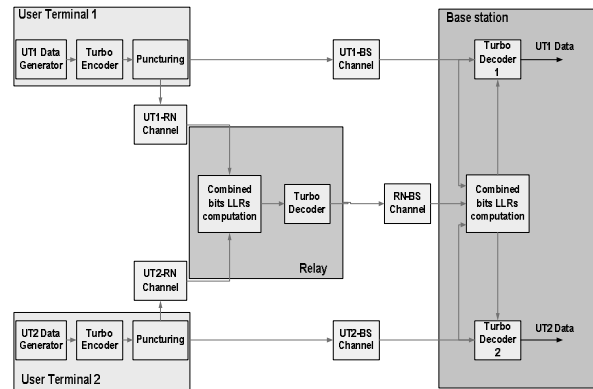 User Terminal 1
Base station
UT1 Data
Generator
Turbo
Encoder
Puncturing
UT1-BS
Channel
Turbo
Decoder
1
UT1 Data
UT1-RN
Channel
Combined
bits LLRs
computation
Turbo
Decoder
RN-BS
Channel
Combined
bits LLRs
computation
Relay
UT2-RN
Channel
UT2 Data
Generator
Turbo
Encoder
Puncturing
UT2-BS
Channel
Turbo
Decoder
2
UT2 Data
User Terminal 2